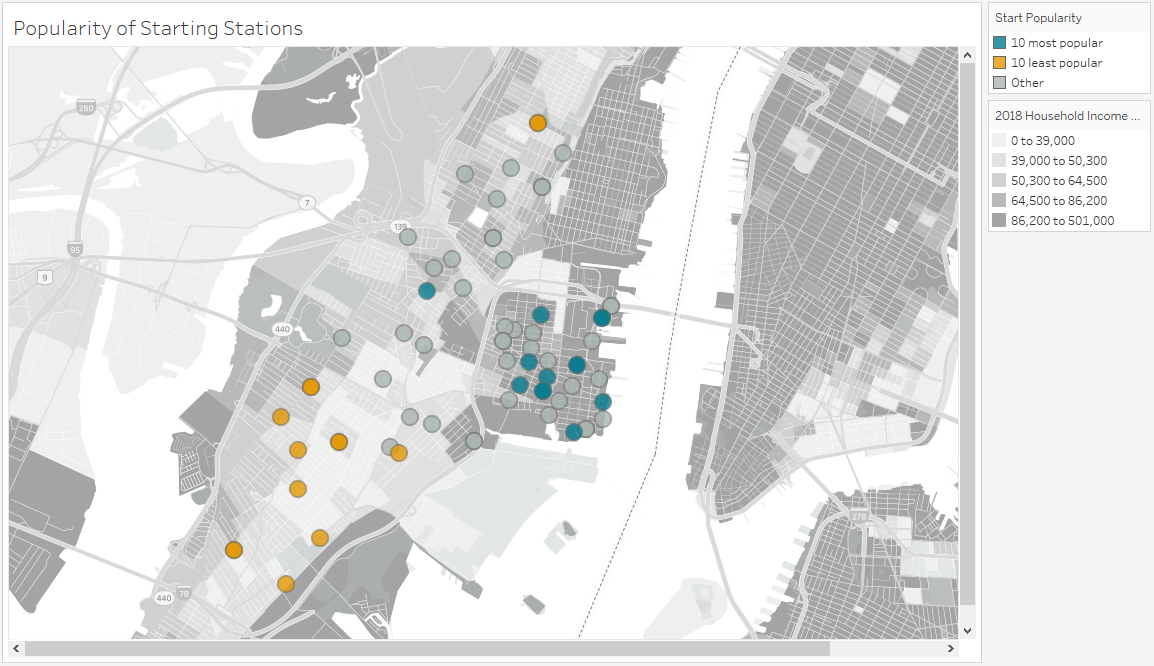 Popularity of Starting Stations
280
7
139
95
9
440
440
78
278
Start Popularity
10 most popular
10 least popular
Other
2018 Household Income ...
0 to 39,000
39,000 to 50,300
50,300 to 64,500
64,500 to 86,200
86,200 to 501,000